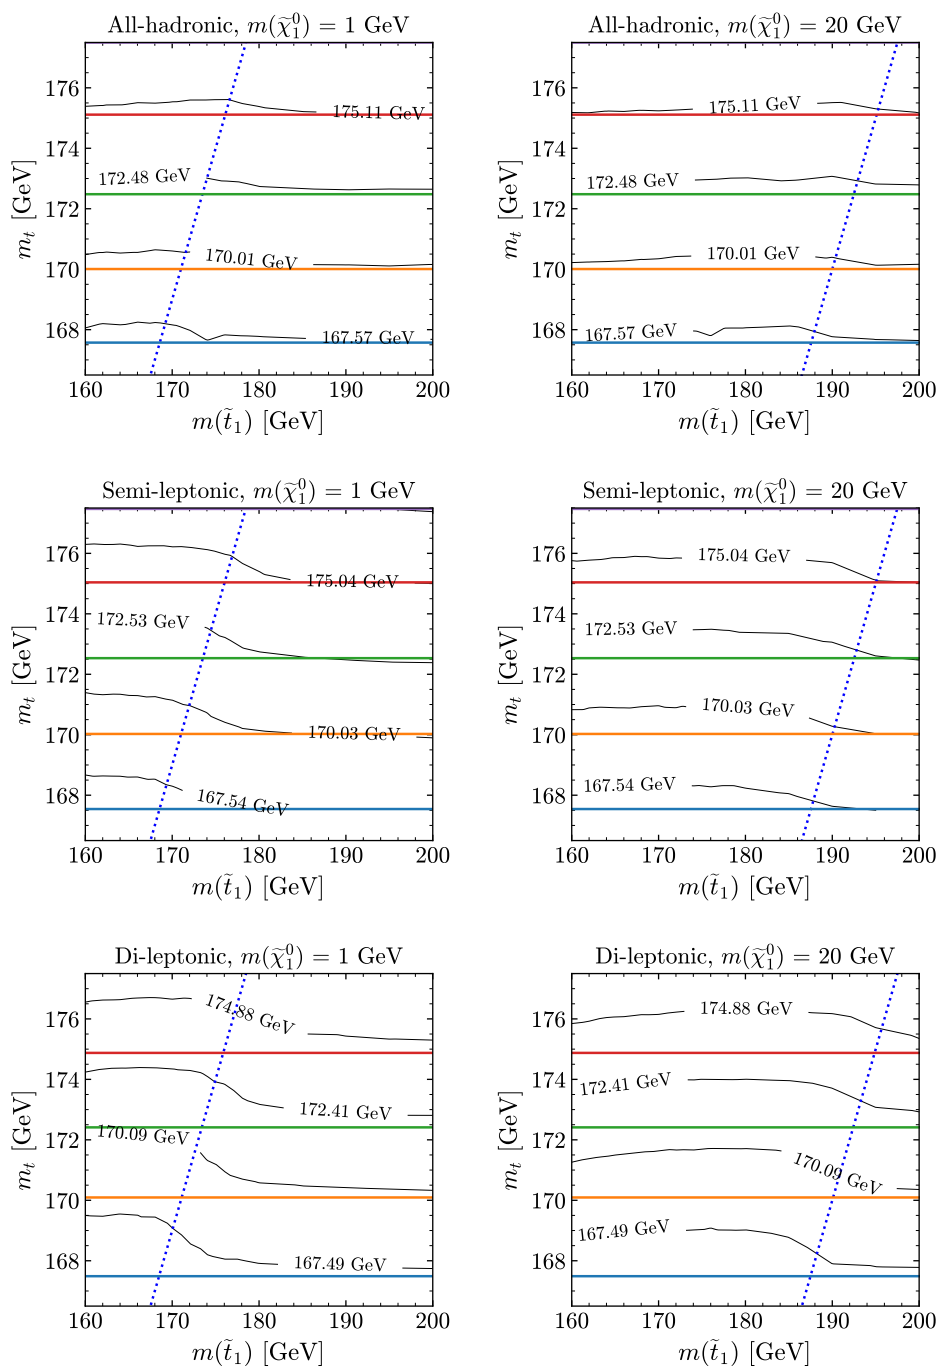 All-hadronic, m(χ̃₁⁰) = 1 GeV
176
174
172
170
168
m_t [GeV]
175.11 GeV
172.48 GeV
170.01 GeV
167.57 GeV
160 170 180 190 200
m(t̃₁) [GeV]
All-hadronic, m(χ̃₁⁰) = 20 GeV
176
174
172
170
168
m_t [GeV]
175.11 GeV
172.48 GeV
170.01 GeV
167.57 GeV
160 170 180 190 200
m(t̃₁) [GeV]
Semi-leptonic, m(χ̃₁⁰) = 1 GeV
176
174
172
170
168
m_t [GeV]
175.04 GeV
172.53 GeV
170.03 GeV
167.54 GeV
160 170 180 190 200
m(t̃₁) [GeV]
Semi-leptonic, m(χ̃₁⁰) = 20 GeV
176
174
172
170
168
m_t [GeV]
175.04 GeV
172.53 GeV
170.03 GeV
167.54 GeV
160 170 180 190 200
m(t̃₁) [GeV]
Di-leptonic, m(χ̃₁⁰) = 1 GeV
176
174
172
170
168
m_t [GeV]
174.88 GeV
172.41 GeV
170.09 GeV
167.49 GeV
160 170 180 190 200
m(t̃₁) [GeV]
Di-leptonic, m(χ̃₁⁰) = 20 GeV
176
174
172
170
168
m_t [GeV]
174.88 GeV
172.41 GeV
170.09 GeV
167.49 GeV
160 170 180 190 200
m(t̃₁) [GeV]